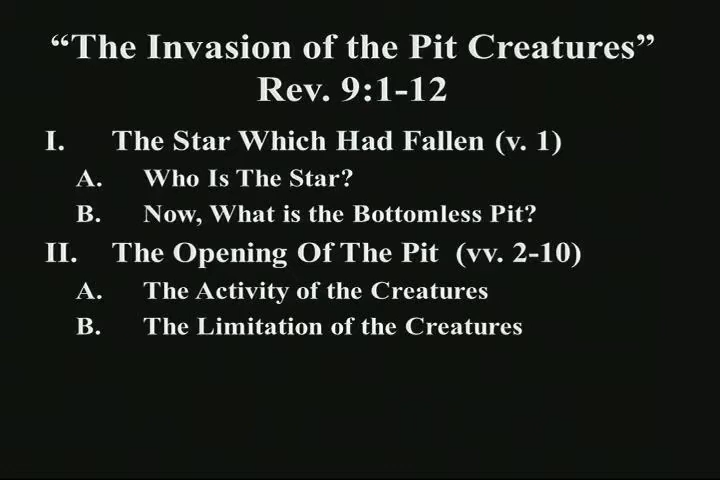 “The Invasion of the Pit Creatures”
Rev. 9:1-12
I. The Star Which Had Fallen (v. 1)
A. Who Is The Star?
B. Now, What is the Bottomless Pit?
II. The Opening Of The Pit (vv. 2-10)
A. The Activity of the Creatures
B. The Limitation of the Creatures